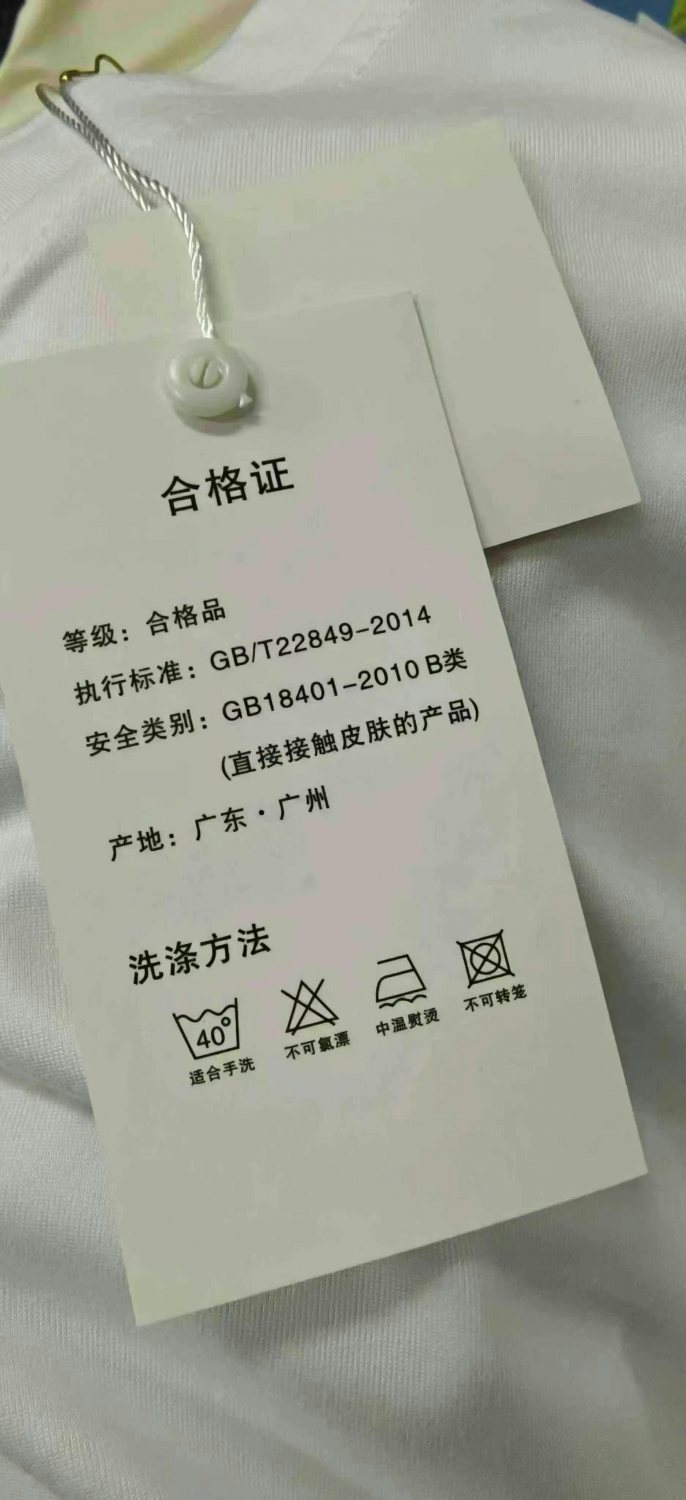 合格证
等级：合格品
执行标准：GB/T22849-2014
安全类别：GB18401-2010 B类
(直接接触皮肤的产品)
产地：广东·广州
洗涤方法
40°
适合手洗 不可氯漂 中温熨烫 不可转笼